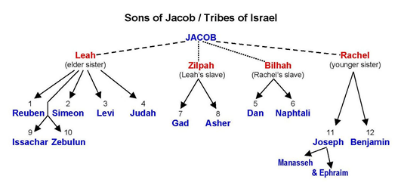 Sons of Jacob / Tribes of Israel
JACOB
Leah
(elder sister)
Zilpah
(Leah's slave)
Bilhah
(Rachel's slave)
Rachel
(younger sister)
1 2 3 4
Reuben Simeon Levi Judah
7 8
Gad Asher
5 6
Dan Naphtali
9 10
Issachar Zebulun
11 12
Joseph Benjamin
Manasseh
& Ephraim